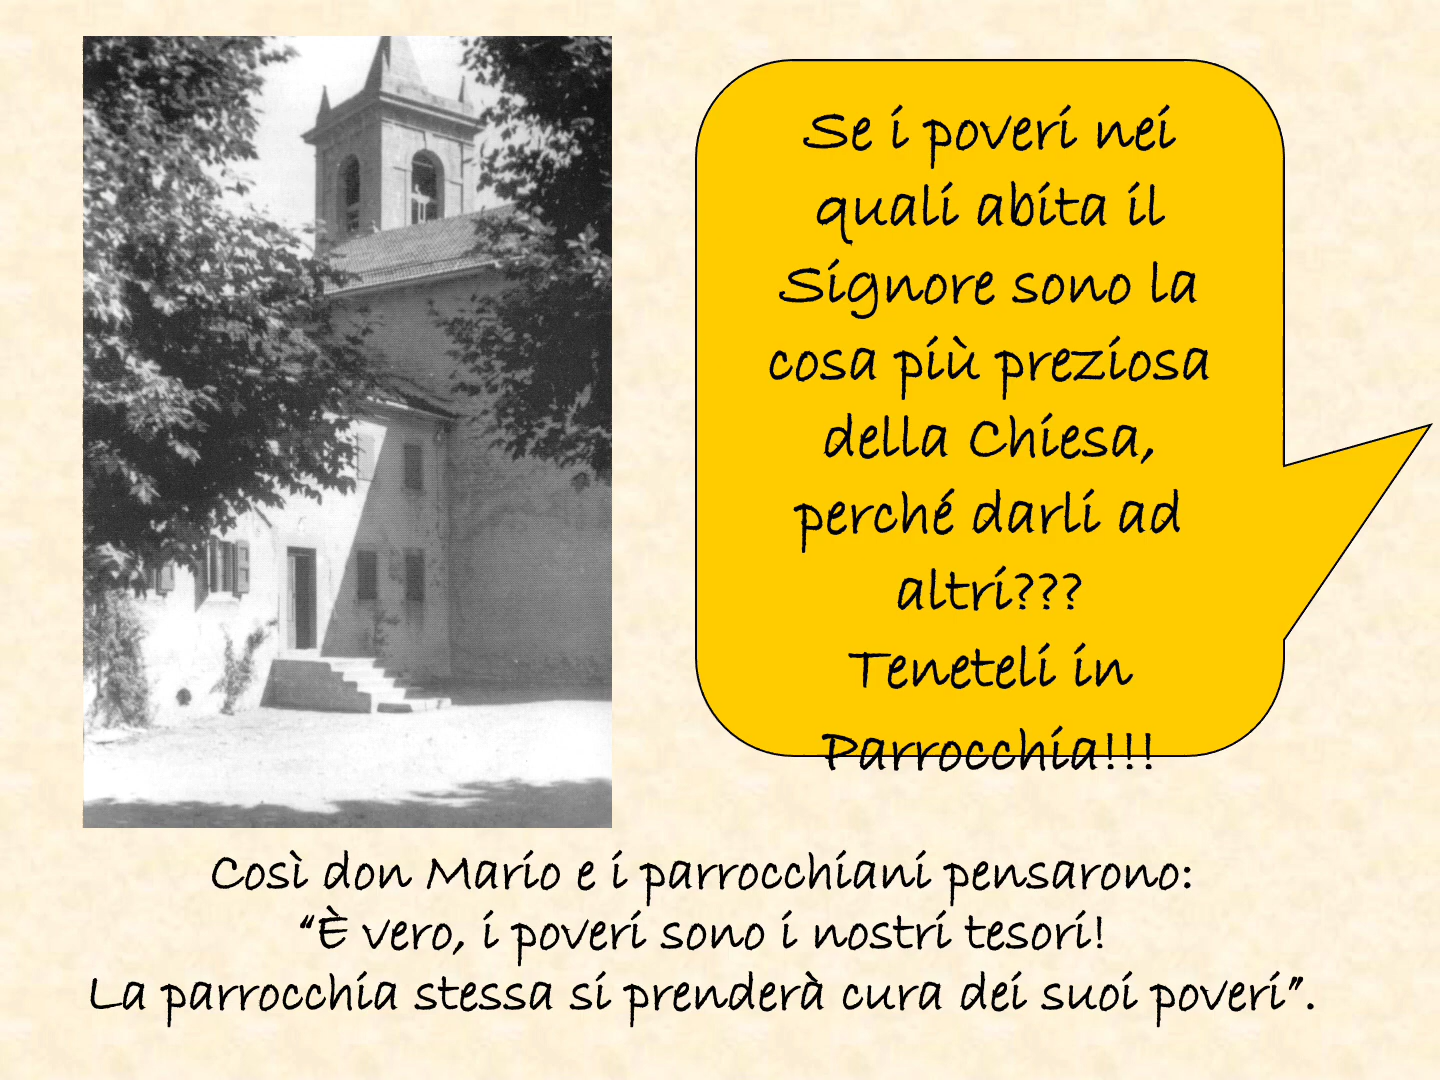 Se i poveri nei
quali abita il
Signore sono la
cosa più preziosa
della Chiesa,
perché darli ad
altri???
Teneteli in
Parrocchia!!!
Così don Mario e i parrocchiani pensarono:
“È vero, i poveri sono i nostri tesori!
La parrocchia stessa si prenderà cura dei suoi poveri”.